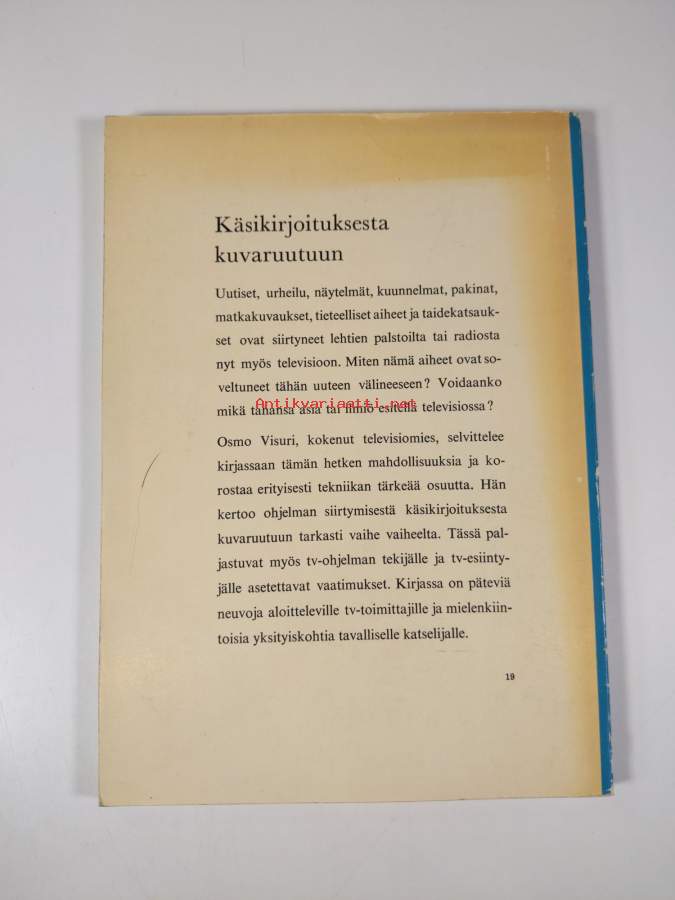 Käsikirjoituksesta
kuvaruutuun
Uutiset, urheilu, näytelmät, kuunnelmat, pakinat,
matkakuvaukset, tieteelliset aiheet ja taidekatsauk-
set ovat siirtyneet lehtien palstoilta tai radiosta
nyt myös televisioon. Miten nämä aiheet ovat so-
veltuneet tähän uuteen välineeseen? Voidaanko
Antikvariaatti.net
mikä tahansa asia tai ilmiö esitellä televisiossa?
Osmo Visuri, kokenut televisiomies, selvittelee
kirjassaan tämän hetken mahdollisuuksia ja ko-
rostaa erityisesti tekniikan tärkeää osuutta. Hän
kertoo ohjelman siirtymisestä käsikirjoituksesta
kuvaruutuun tarkasti vaihe vaiheelta. Tässä pal-
jastuvat myös tv-ohjelman tekijälle ja tv-esiinty-
jälle asetettavat vaatimukset. Kirjassa on päteviä
neuvoja aloitteleville tv-toimittajille ja mielenkiin-
toisia yksityiskohtia tavalliselle katselijalle.
19